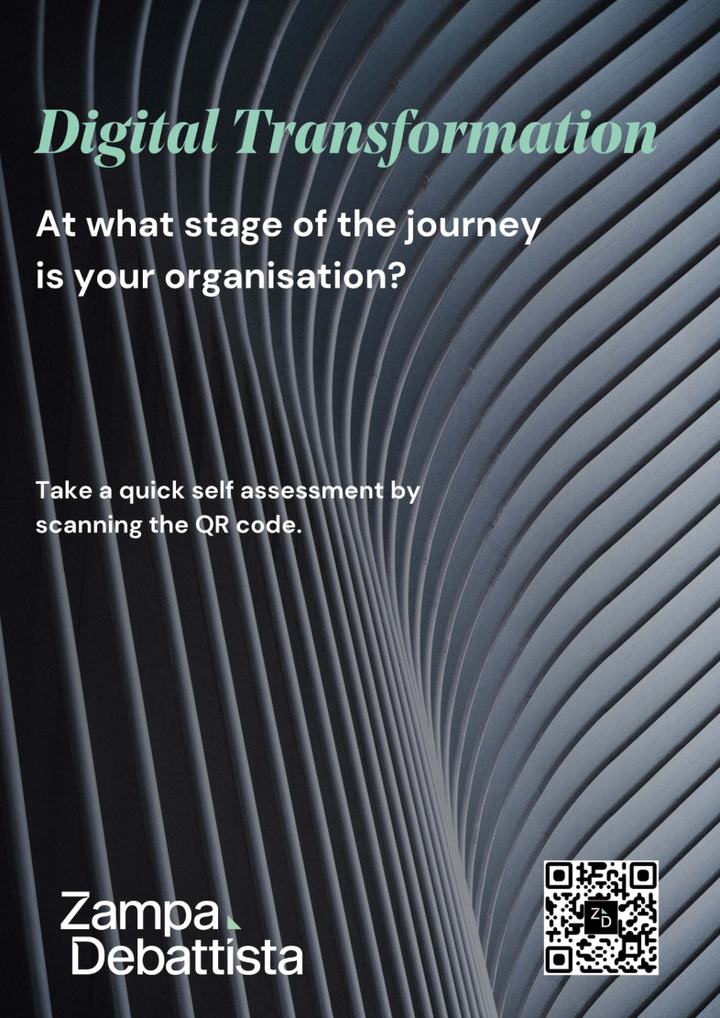 Digital Transformation
At what stage of the journey
is your organisation?
Take a quick self assessment by
scanning the QR code.
Zampa
Debattista
ZD